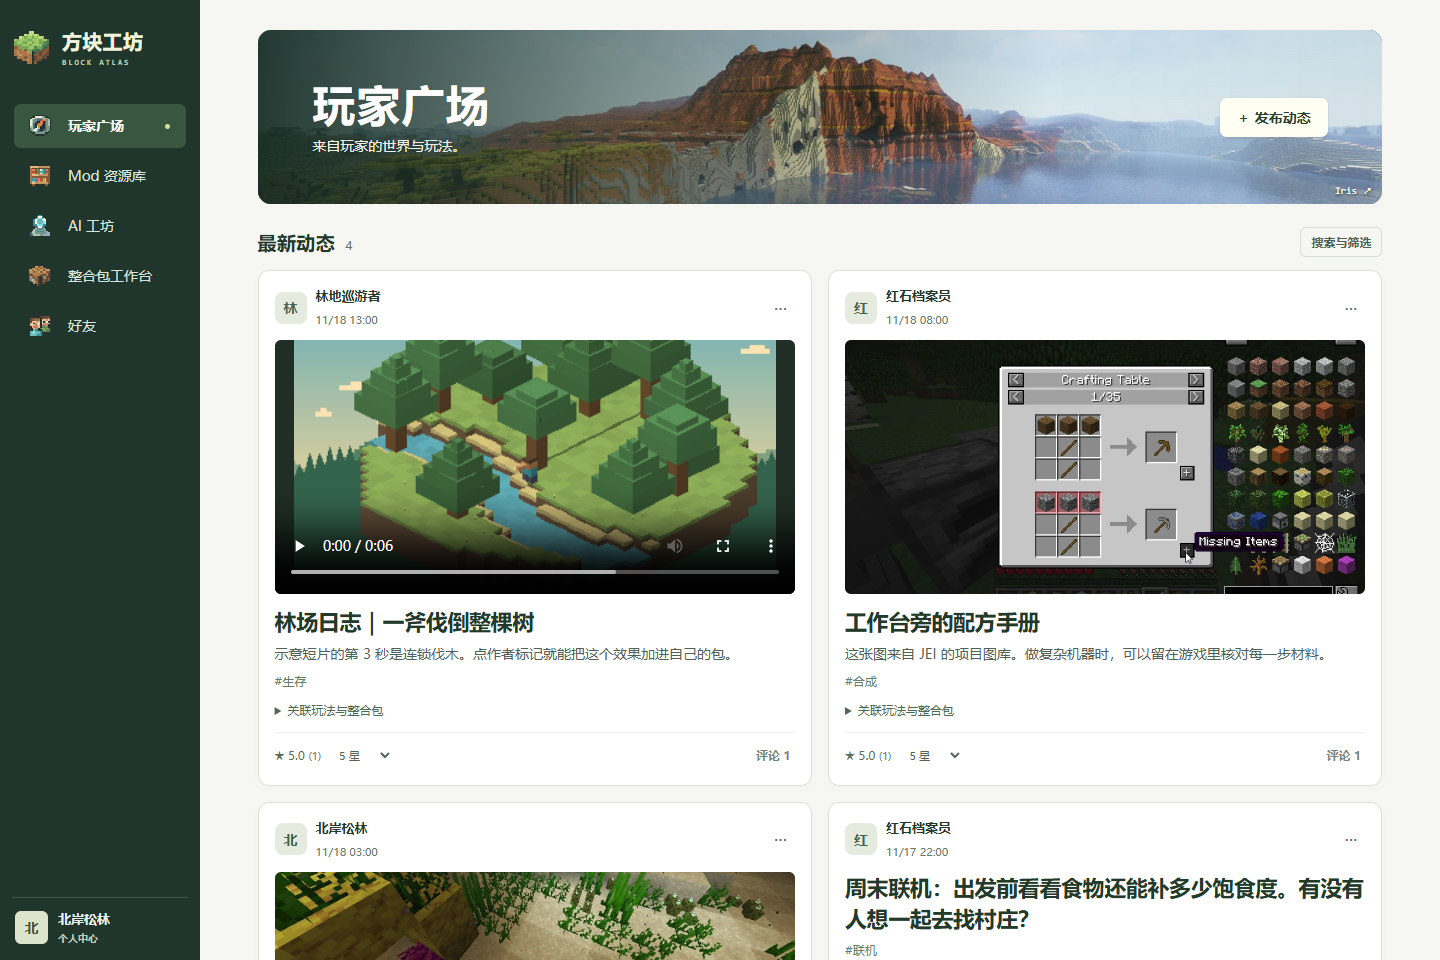 方块工坊
BLOCK ATLAS
玩家广场
Mod 资源库
AI 工坊
整合包工作台
好友
北
北岸松林
个人中心
玩家广场
来自玩家的世界与玩法。
+ 发布动态
Iris ↗
最新动态 4
搜索与筛选
林
林地巡游者
11/18 13:00
...
0:00 / 0:06
林场日志｜一斧伐倒整棵树
示意短片的第 3 秒是连锁伐木。点作者标记就能把这个效果加进自己的包。
#生存
▶ 关联玩法与整合包
★ 5.0 (1) 5 星
评论 1
红
红石档案员
11/18 08:00
...
Crafting Table
1/35
Missing Items
工作台旁的配方手册
这张图来自 JEI 的项目图库。做复杂机器时，可以留在游戏里核对每一步材料。
#合成
▶ 关联玩法与整合包
★ 5.0 (1) 5 星
评论 1
北
北岸松林
11/18 03:00
...
红
红石档案员
11/17 22:00
...
周末联机：出发前看看食物还能补多少饱食度。有没有
人想一起去找村庄？
#联机